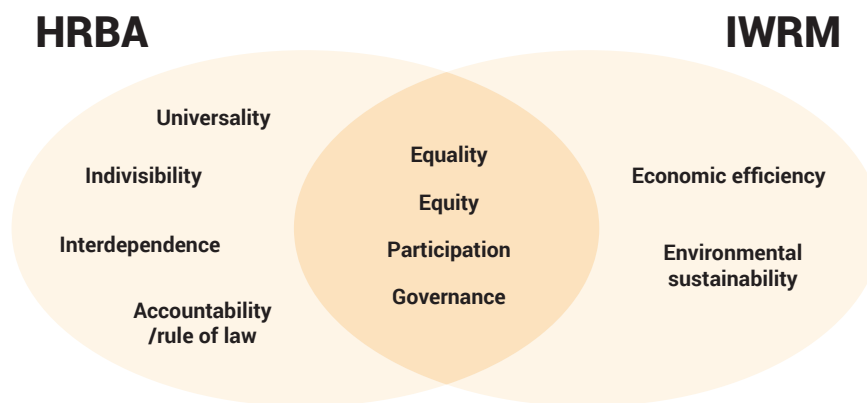 HRBA
IWRM
Universality
Indivisibility
Interdependence
Accountability
/rule of law
Equality
Equity
Participation
Governance
Economic efficiency
Environmental
sustainability